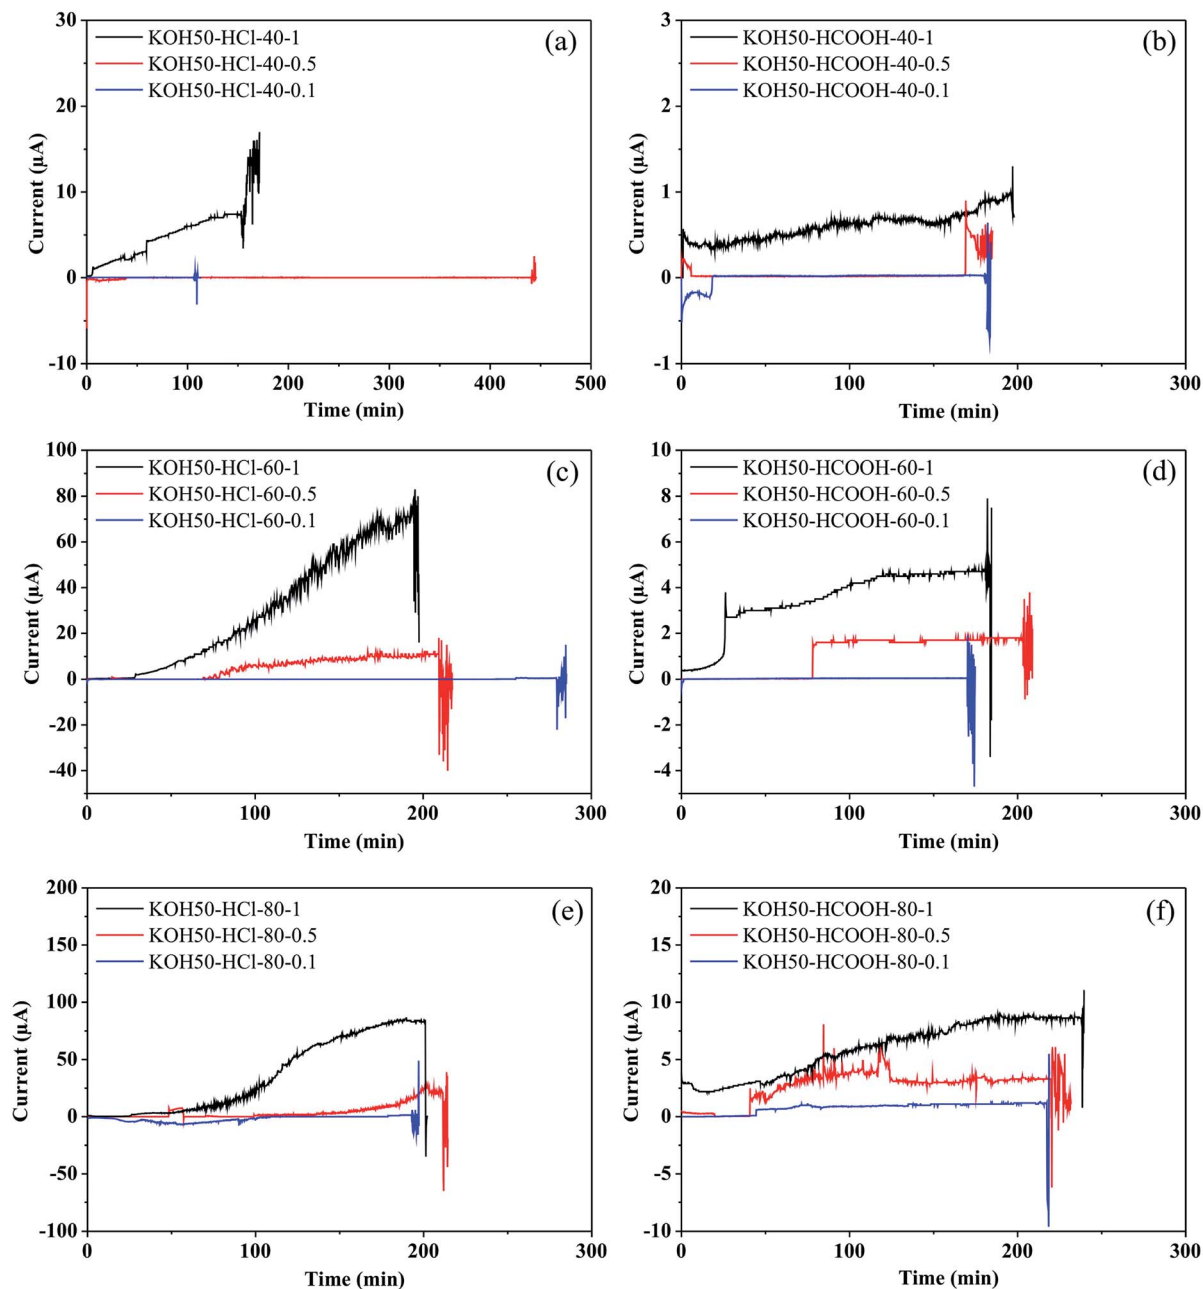 (a)
KOH50-HCl-40-1
KOH50-HCl-40-0.5
KOH50-HCl-40-0.1
30
20
10
0
-10
Current (μA)
0 100 200 300 400 500
Time (min)
(b)
KOH50-HCOOH-40-1
KOH50-HCOOH-40-0.5
KOH50-HCOOH-40-0.1
4
3
2
1
0
-1
Current (μA)
0 100 200 300
Time (min)
(c)
KOH50-HCl-60-1
KOH50-HCl-60-0.5
KOH50-HCl-60-0.1
100
80
60
40
20
0
-20
-40
Current (μA)
0 100 200 300
Time (min)
(d)
KOH50-HCOOH-60-1
KOH50-HCOOH-60-0.5
KOH50-HCOOH-60-0.1
10
8
6
4
2
0
-2
-4
Current (μA)
0 100 200 300
Time (min)
(e)
KOH50-HCl-80-1
KOH50-HCl-80-0.5
KOH50-HCl-80-0.1
200
150
100
50
0
-50
-100
Current (μA)
0 100 200 300
Time (min)
(f)
KOH50-HCOOH-80-1
KOH50-HCOOH-80-0.5
KOH50-HCOOH-80-0.1
20
15
10
5
0
-5
-10
Current (μA)
0 100 200 300
Time (min)